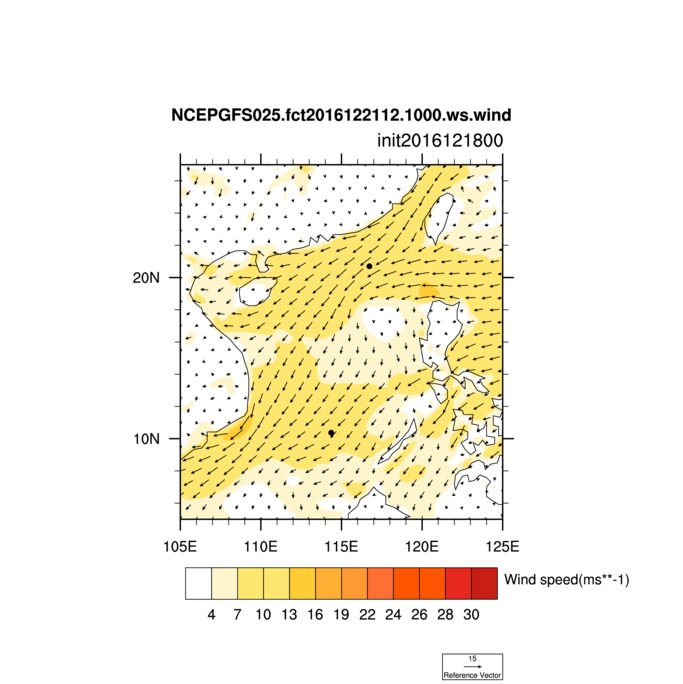 NCEPGFS025.fct2016122112.1000.ws.wind
init2016121800
20N
10N
105E 110E 115E 120E 125E
Wind speed(ms**-1)
4 7 10 13 16 19 22 24 26 28 30
15
Reference Vector